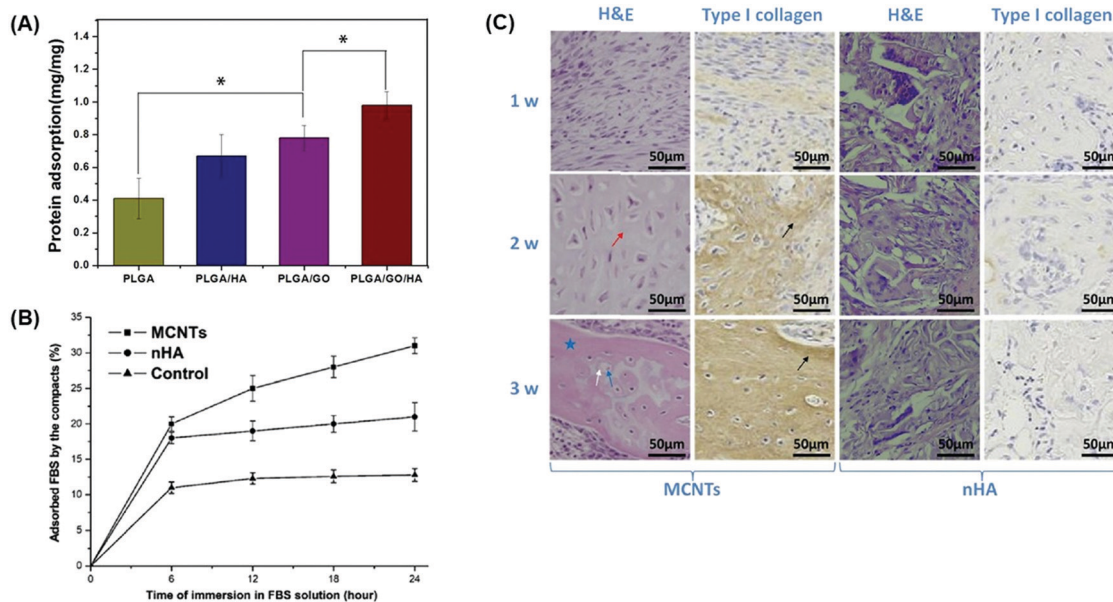 (A)
Protein adsorption(mg/mg)
1.4
1.2
1.0
0.8
0.6
0.4
0.2
0.0
*
*
PLGA PLGA/HA PLGA/GO PLGA/GO/HA
(B)
Adsorbed FBS by the compacts (%)
35
30
25
20
15
10
5
0
MCNTs
nHA
Control
0 6 12 18 24
Time of immersion in FBS solution (hour)
(C)
H&E Type I collagen H&E Type I collagen
1 w
50μm 50μm 50μm 50μm
2 w
50μm 50μm 50μm 50μm
3 w
50μm 50μm 50μm 50μm
MCNTs nHA